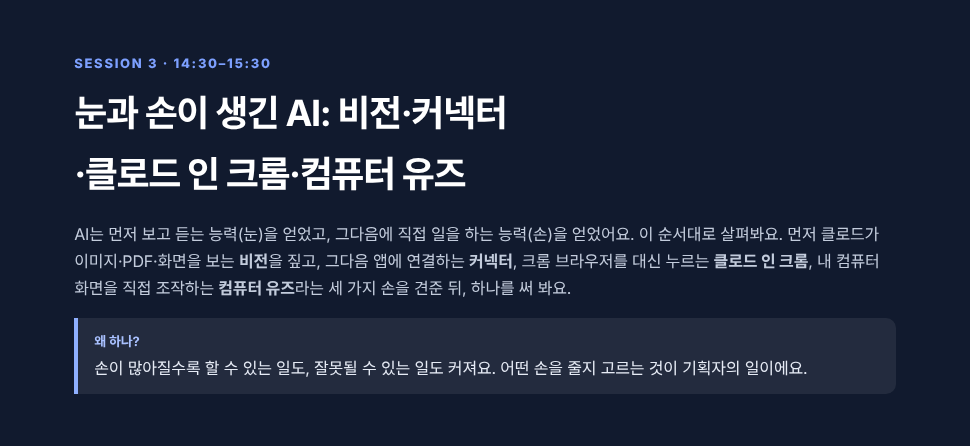 SESSION 3 · 14:30–15:30
눈과 손이 생긴 AI: 비전·커넥터
·클로드 인 크롬·컴퓨터 유즈
AI는 먼저 보고 듣는 능력(눈)을 얻었고, 그다음에 직접 일을 하는 능력(손)을 얻었어요. 이 순서대로 살펴봐요. 먼저 클로드가
이미지·PDF·화면을 보는 비전을 짚고, 그다음 앱에 연결하는 커넥터, 크롬 브라우저를 대신 누르는 클로드 인 크롬, 내 컴퓨터
화면을 직접 조작하는 컴퓨터 유즈라는 세 가지 손을 견준 뒤, 하나를 써 봐요.
왜 하나?
손이 많아질수록 할 수 있는 일도, 잘못될 수 있는 일도 커져요. 어떤 손을 줄지 고르는 것이 기획자의 일이에요.